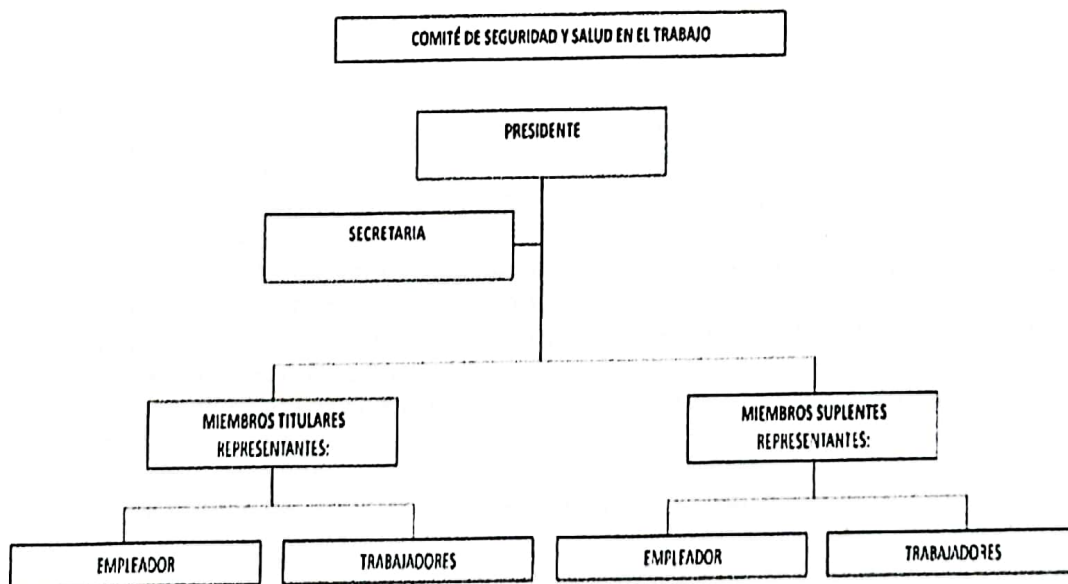 COMITÉ DE SEGURIDAD Y SALUD EN EL TRABAJO
PRESIDENTE
SECRETARIA
MIEMBROS TITULARES
REPRESENTANTES:
MIEMBROS SUPLENTES
REPRESENTANTES:
EMPLEADOR
TRABAJADORES
EMPLEADOR
TRABAJADORES